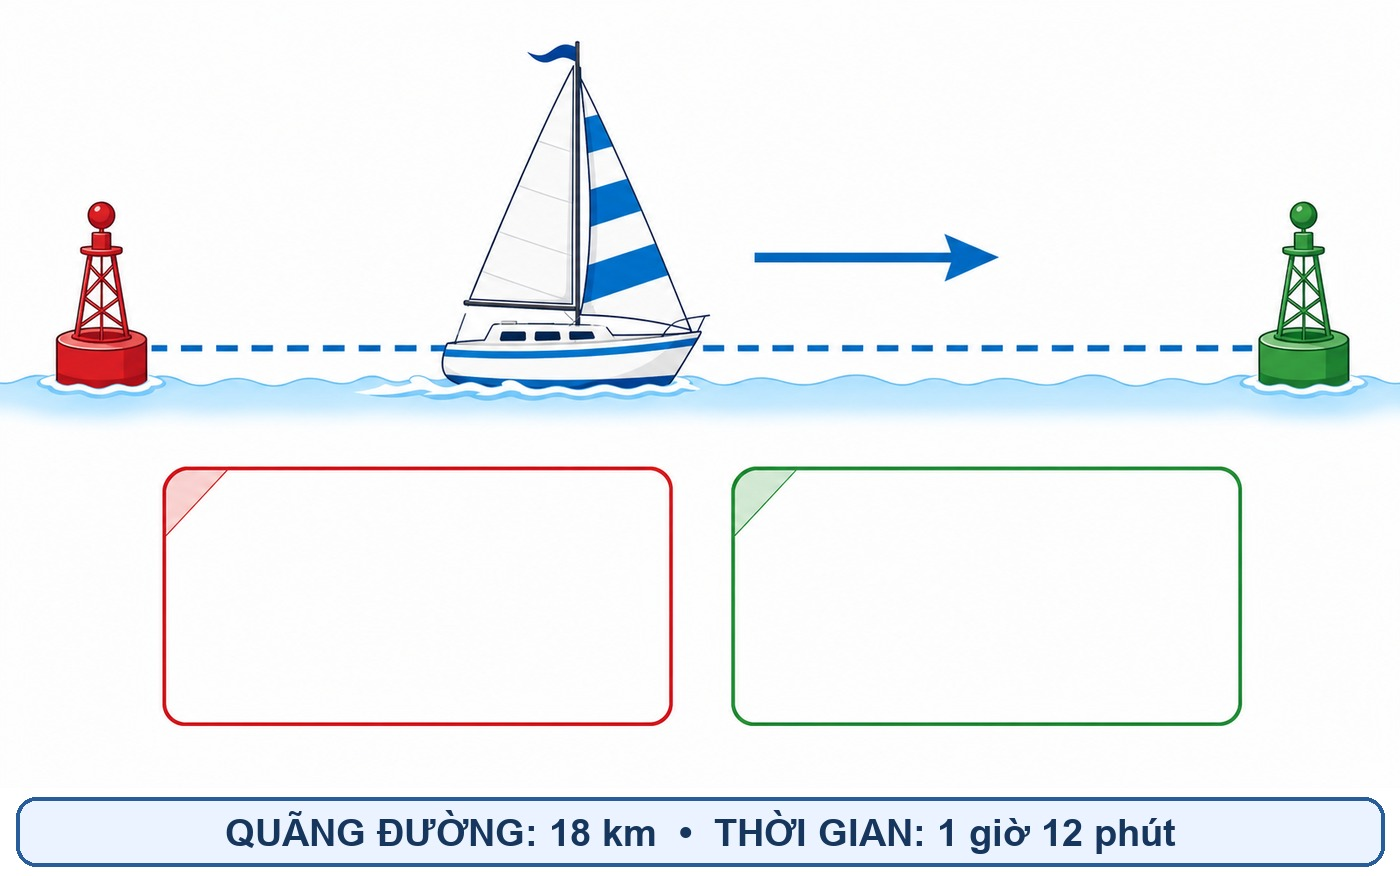 QUÃNG ĐƯỜNG: 18 km • THỜI GIAN: 1 giờ 12 phút